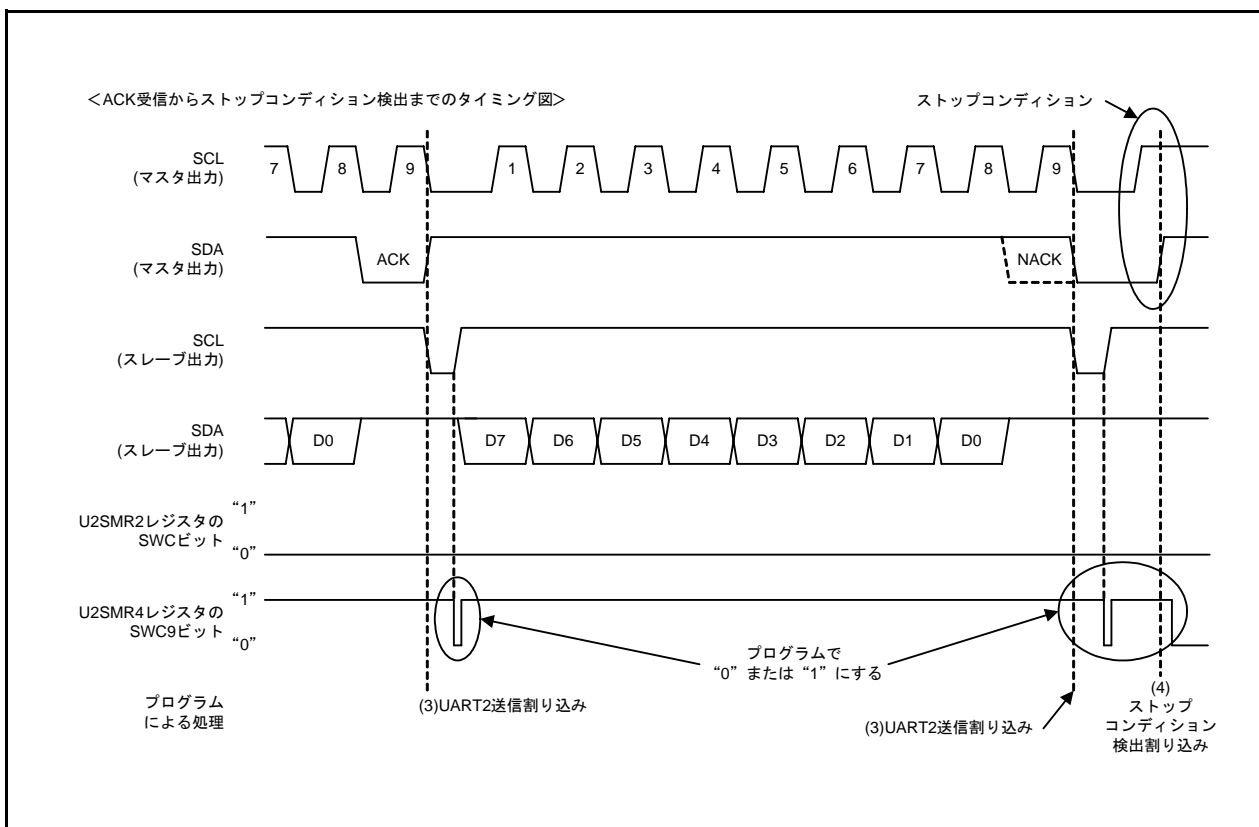 ＜ACK受信からストップコンディション検出までのタイミング図＞
ストップコンディション
SCL
(マスタ出力)
7 8 9 1 2 3 4 5 6 7 8 9
SDA
(マスタ出力)
ACK
NACK
SCL
(スレーブ出力)
SDA
(スレーブ出力)
D0 D7 D6 D5 D4 D3 D2 D1 D0
U2SMR2レジスタの
SWCビット
“1”
“0”
U2SMR4レジスタの
SWC9ビット
“1”
“0”
プログラムで
“0”または“1”にする
プログラム
による処理
(3)UART2送信割り込み
(3)UART2送信割り込み
(4)
ストップ
コンディション
検出割り込み